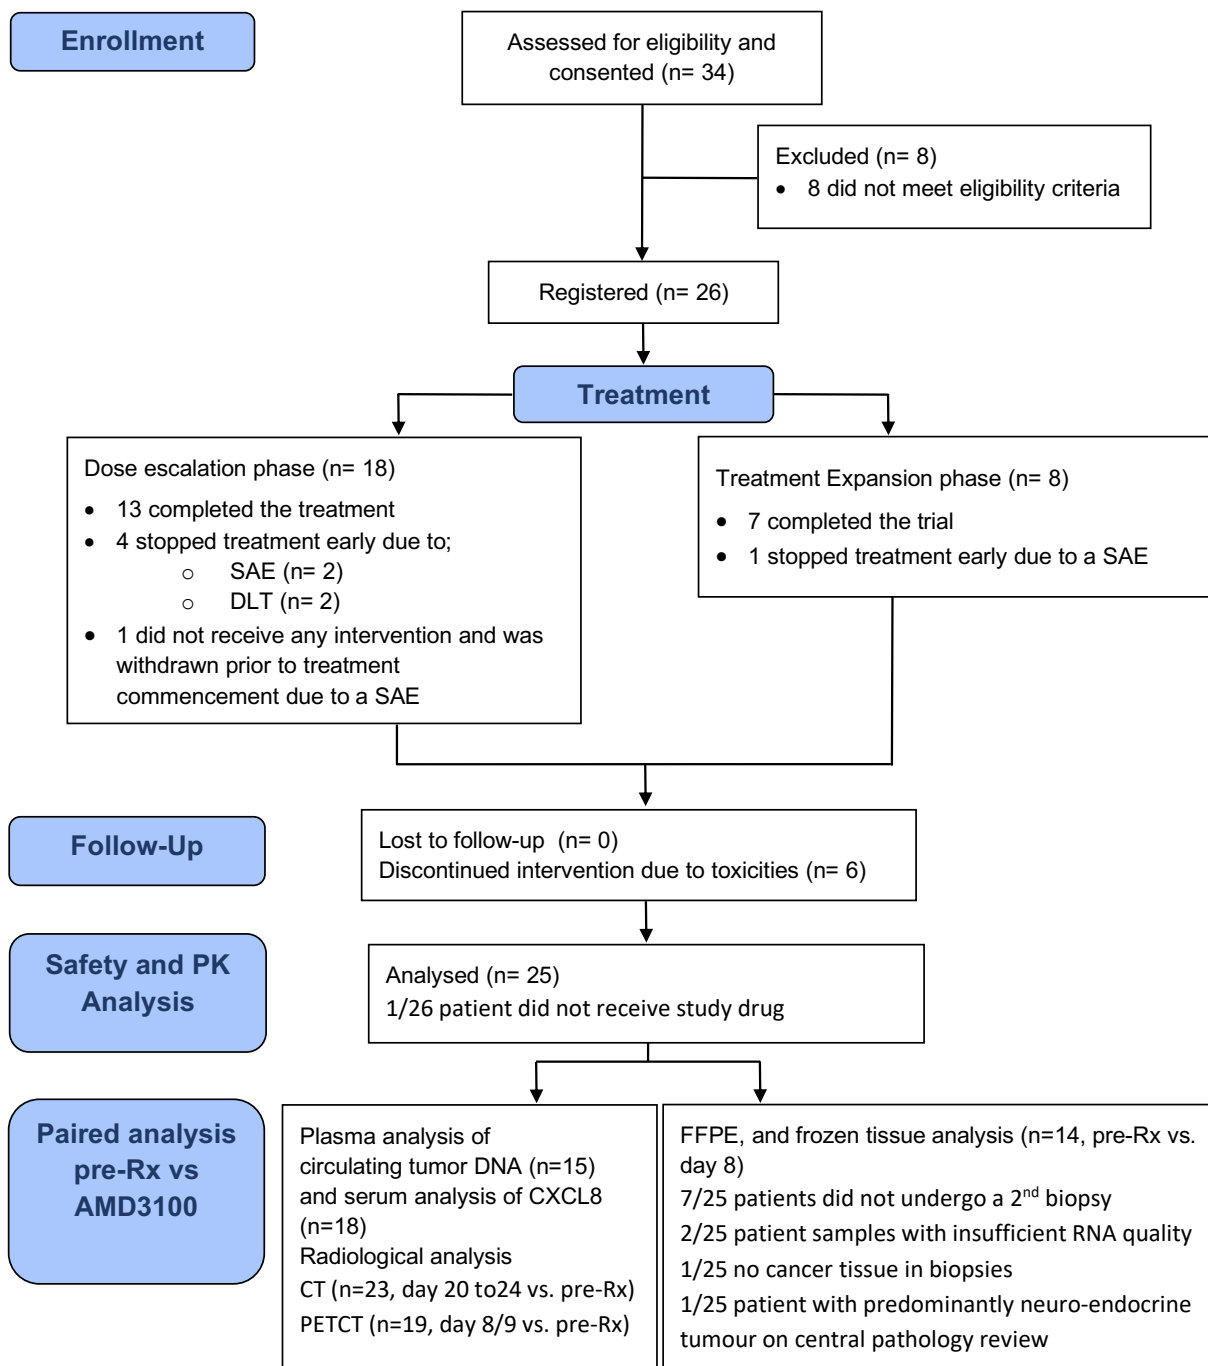 Enrollment
Assessed for eligibility and
consented (n= 34)
Excluded (n= 8)
• 8 did not meet eligibility criteria
Registered (n= 26)
Treatment
Dose escalation phase (n= 18)
• 13 completed the treatment
• 4 stopped treatment early due to;
o SAE (n= 2)
o DLT (n= 2)
• 1 did not receive any intervention and was
withdrawn prior to treatment
commencement due to a SAE
Treatment Expansion phase (n= 8)
• 7 completed the trial
• 1 stopped treatment early due to a SAE
Follow-Up
Lost to follow-up (n= 0)
Discontinued intervention due to toxicities (n= 6)
Safety and PK
Analysis
Analysed (n= 25)
1/26 patient did not receive study drug
Paired analysis
pre-Rx vs
AMD3100
Plasma analysis of
circulating tumor DNA (n=15)
and serum analysis of CXCL8
(n=18)
Radiological analysis
CT (n=23, day 20 to24 vs. pre-Rx)
PETCT (n=19, day 8/9 vs. pre-Rx)
FFPE, and frozen tissue analysis (n=14, pre-Rx vs.
day 8)
7/25 patients did not undergo a 2nd biopsy
2/25 patient samples with insufficient RNA quality
1/25 no cancer tissue in biopsies
1/25 patient with predominantly neuro-endocrine
tumour on central pathology review